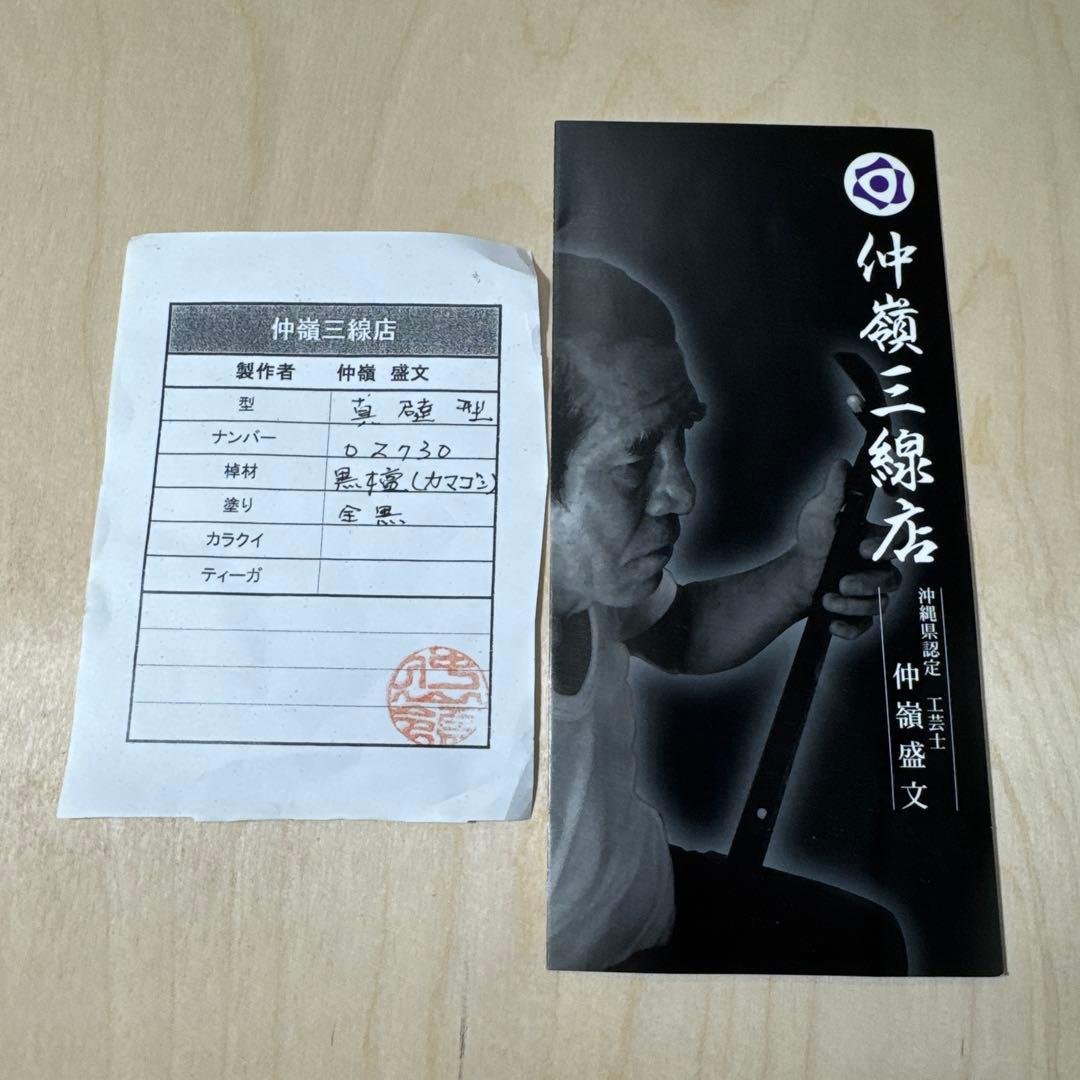 仲嶺三線店
製作者 仲嶺 盛文
型 真壁型
ナンバー 02730
棹材 黒檀(カマゴン)
塗り 全黒
カラクイ
ティーガ
仲嶺三線店
沖縄県認定 工芸士
仲嶺盛文